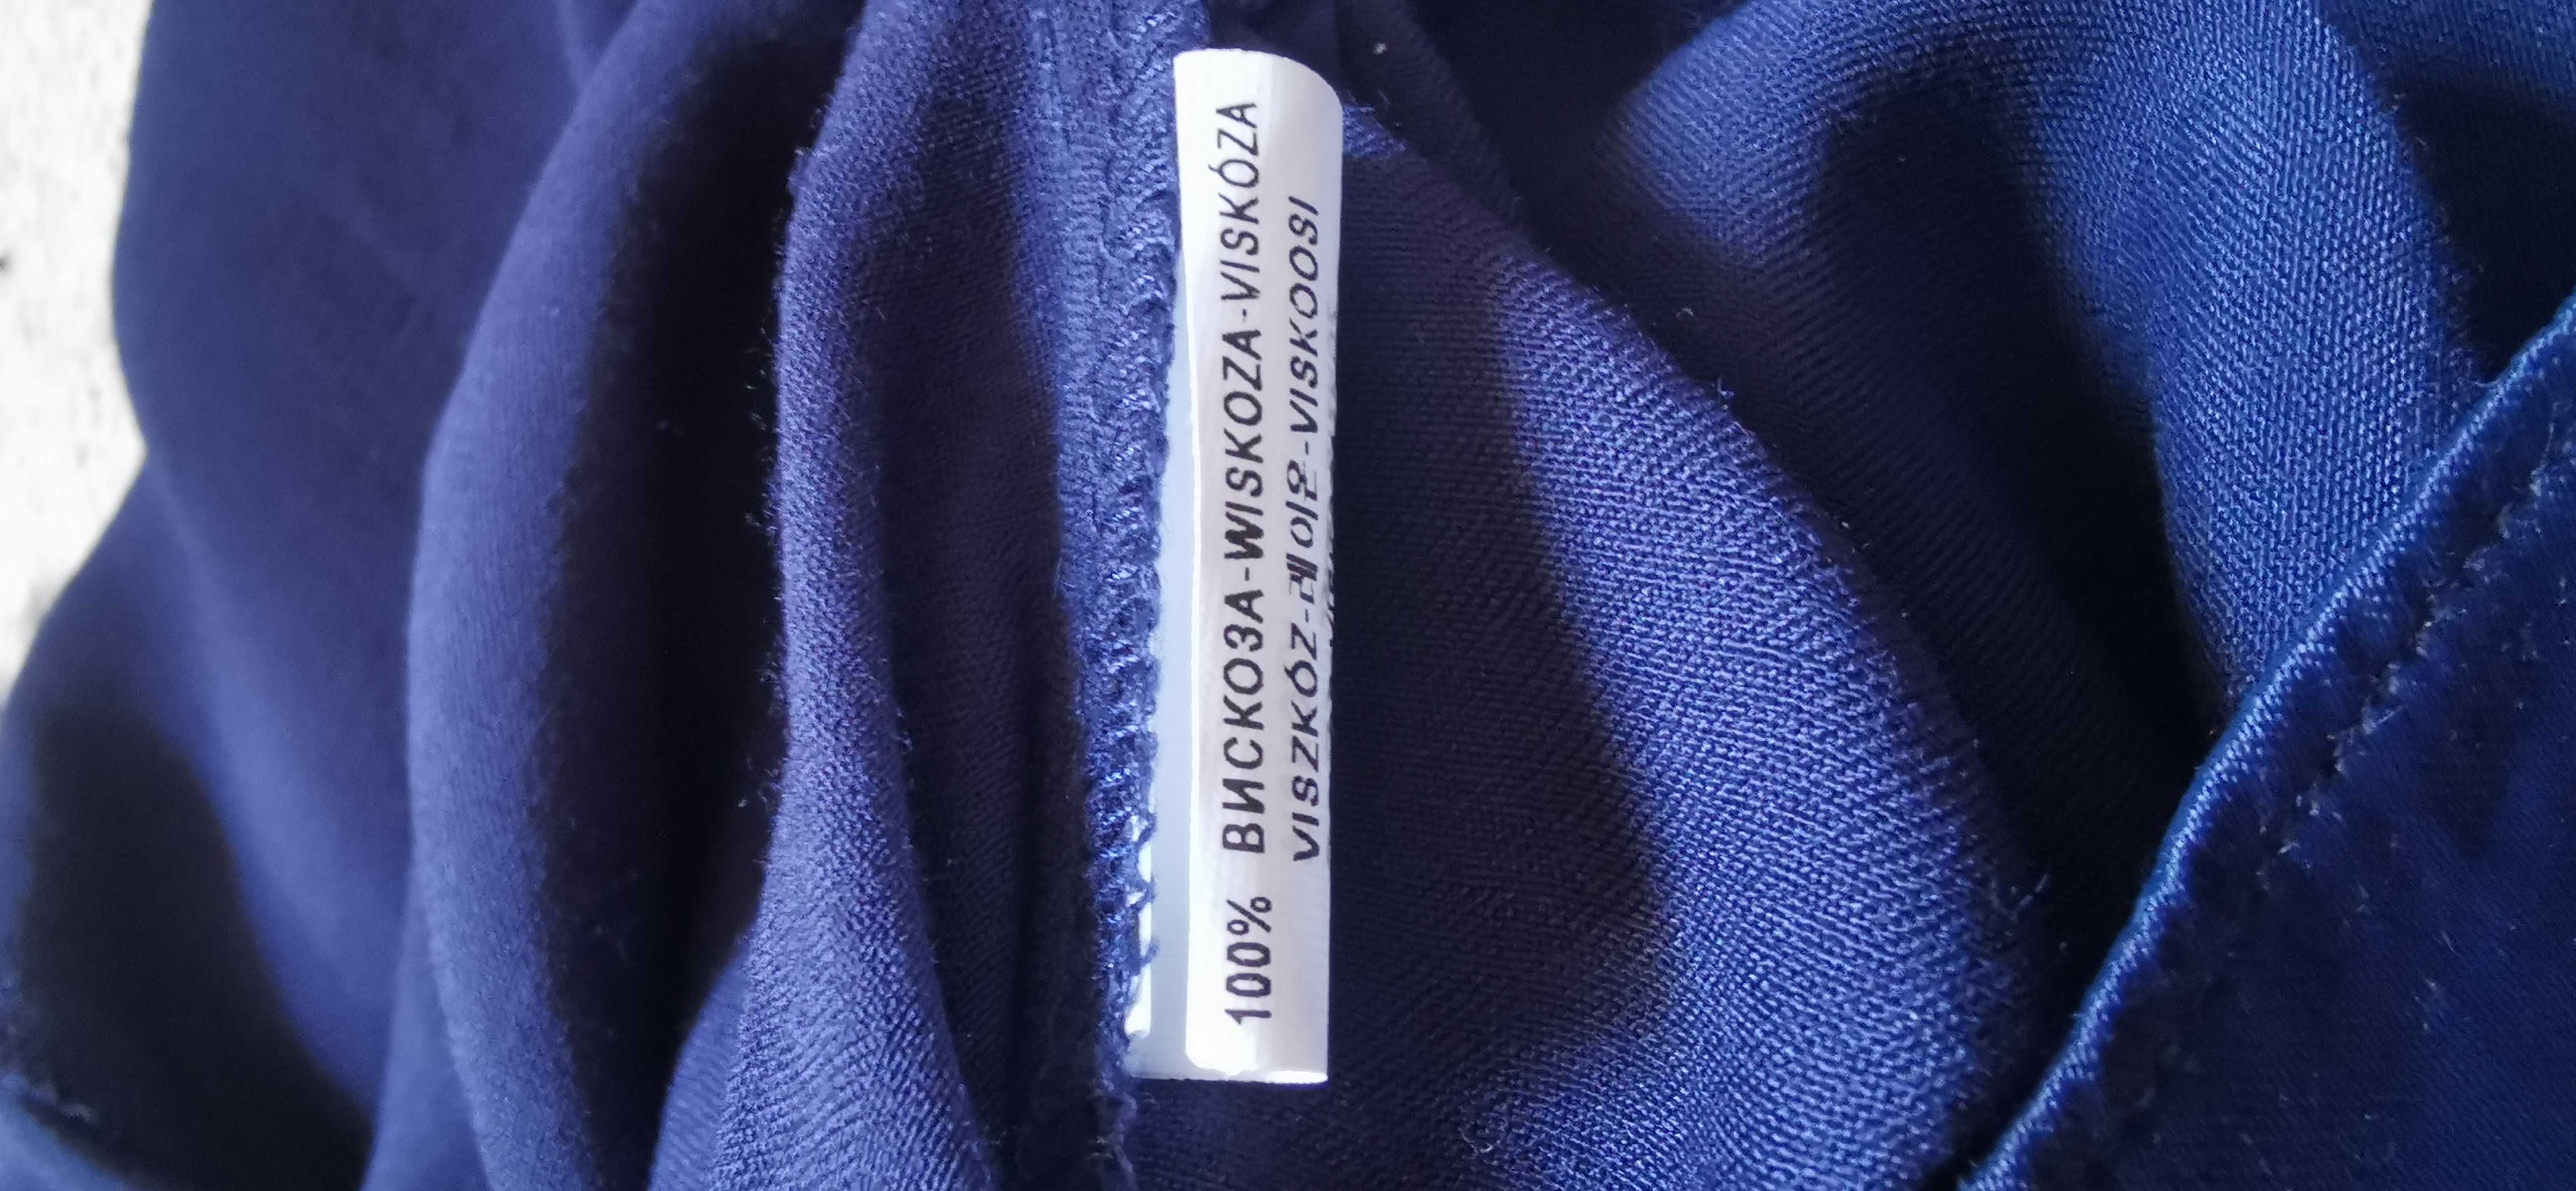 100% ВИСКОЗА-WISKOZA-VISKÓZA
VISZKÓZ-레이온-VISKOOSI